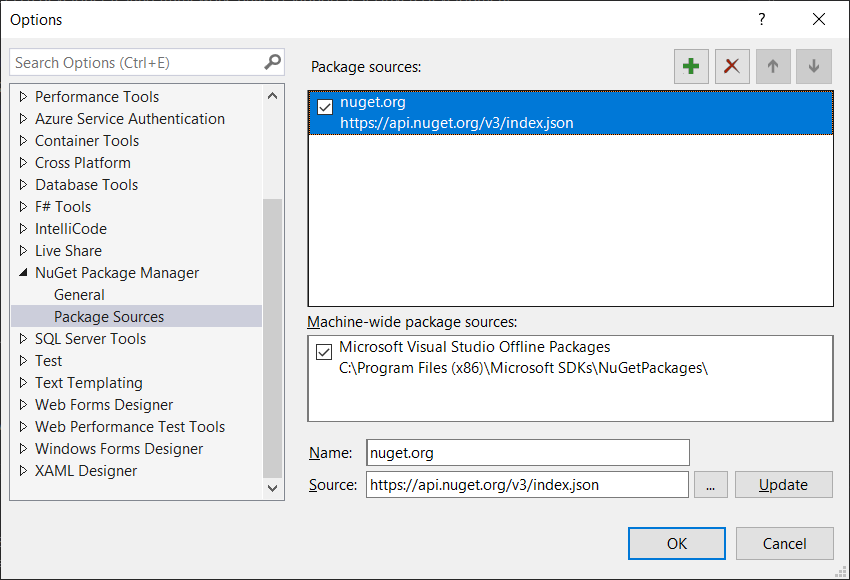 Options
?
Search Options (Ctrl+E)
Performance Tools
Azure Service Authentication
Container Tools
Cross Platform
Database Tools
F# Tools
IntelliCode
Live Share
NuGet Package Manager
General
Package Sources
SQL Server Tools
Test
Text Templating
Web Forms Designer
Web Performance Test Tools
Windows Forms Designer
XAML Designer
Package sources:
nuget.org
https://api.nuget.org/v3/index.json
Machine-wide package sources:
Microsoft Visual Studio Offline Packages
C:\Program Files (x86)\Microsoft SDKs\NuGetPackages\
Name: nuget.org
Source: https://api.nuget.org/v3/index.json ... Update
OK Cancel